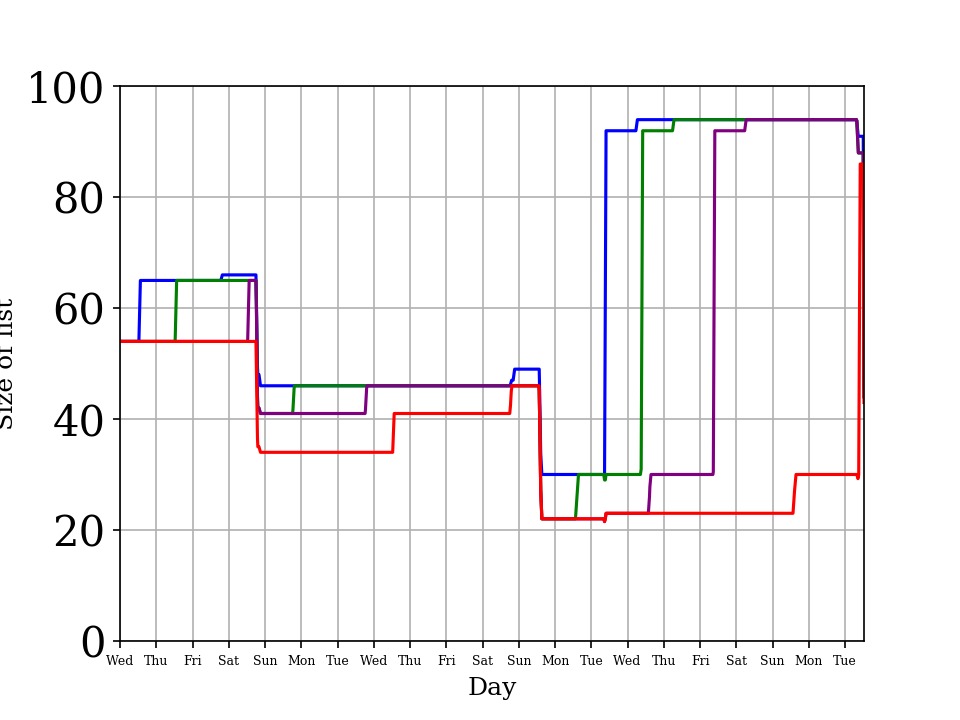 100
80
60
40
20
0
Size of list
Wed Thu Fri Sat Sun Mon Tue Wed Thu Fri Sat Sun Mon Tue Wed Thu Fri Sat Sun Mon Tue
Day